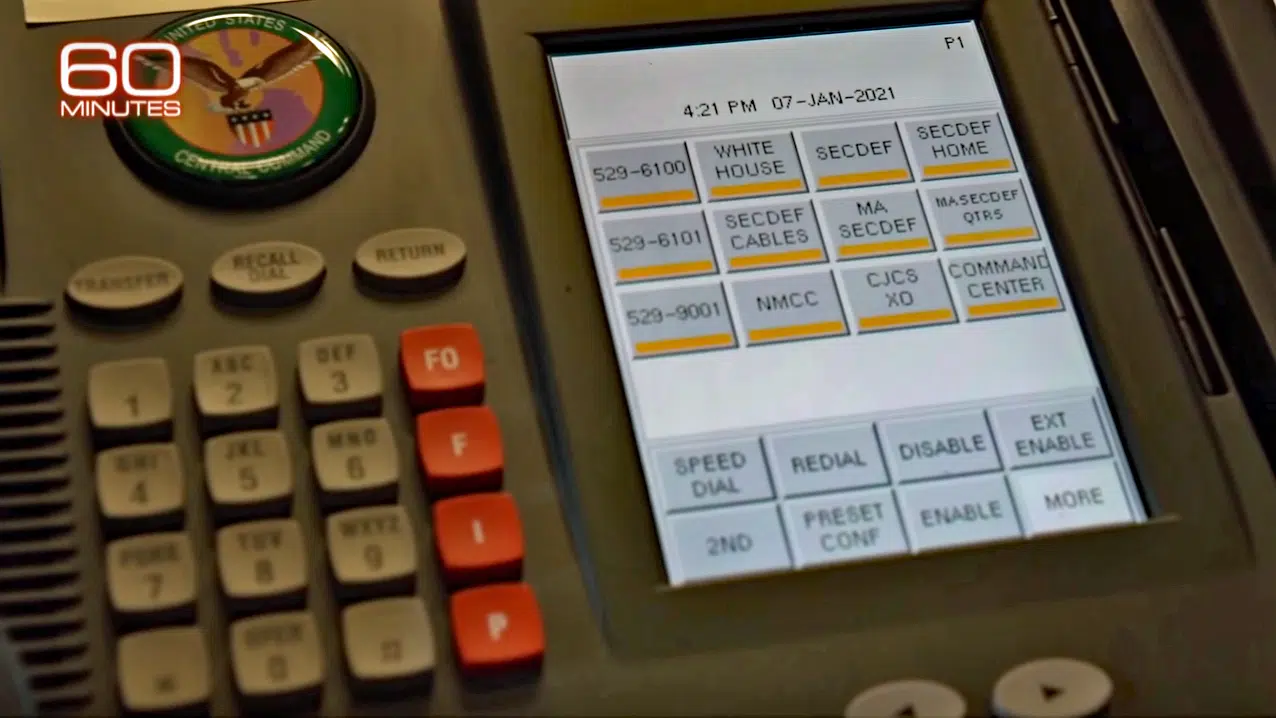 60
MINUTES
UNITED STATES
CENTRAL COMMAND
P1
4:21 PM 07-JAN-2021
529-6100
WHITE
HOUSE
SECDEF
SECDEF
HOME
529-6101
SECDEF
CABLES
MA
SECDEF
MA SECDEF
QTRS
529-9001
NMCC
CJCS
XO
COMMAND
CENTER
SPEED
DIAL
REDIAL
DISABLE
EXT
ENABLE
2ND
PRESET
CONF
ENABLE
MORE
TRANSFER
RECALL
DIAL
RETURN
1
ABC
2
DEF
3
FO
GHI
4
JKL
5
MNO
6
F
PQRS
7
TUV
8
WXYZ
9
I
OPER
0
P